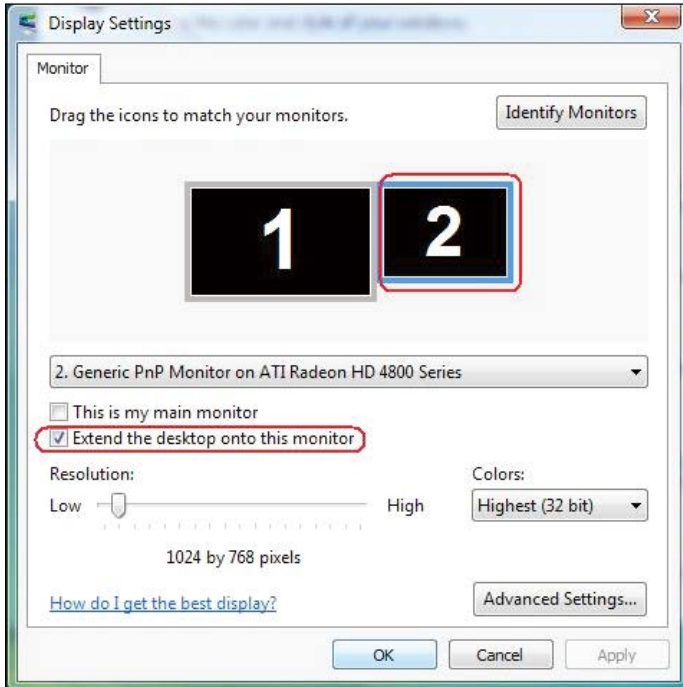 Display Settings
Monitor
Drag the icons to match your monitors.
Identify Monitors
1
2
2. Generic PnP Monitor on ATI Radeon HD 4800 Series
This is my main monitor
Extend the desktop onto this monitor
Resolution:
Colors:
Low
High
Highest (32 bit)
1024 by 768 pixels
How do I get the best display?
Advanced Settings...
OK
Cancel
Apply